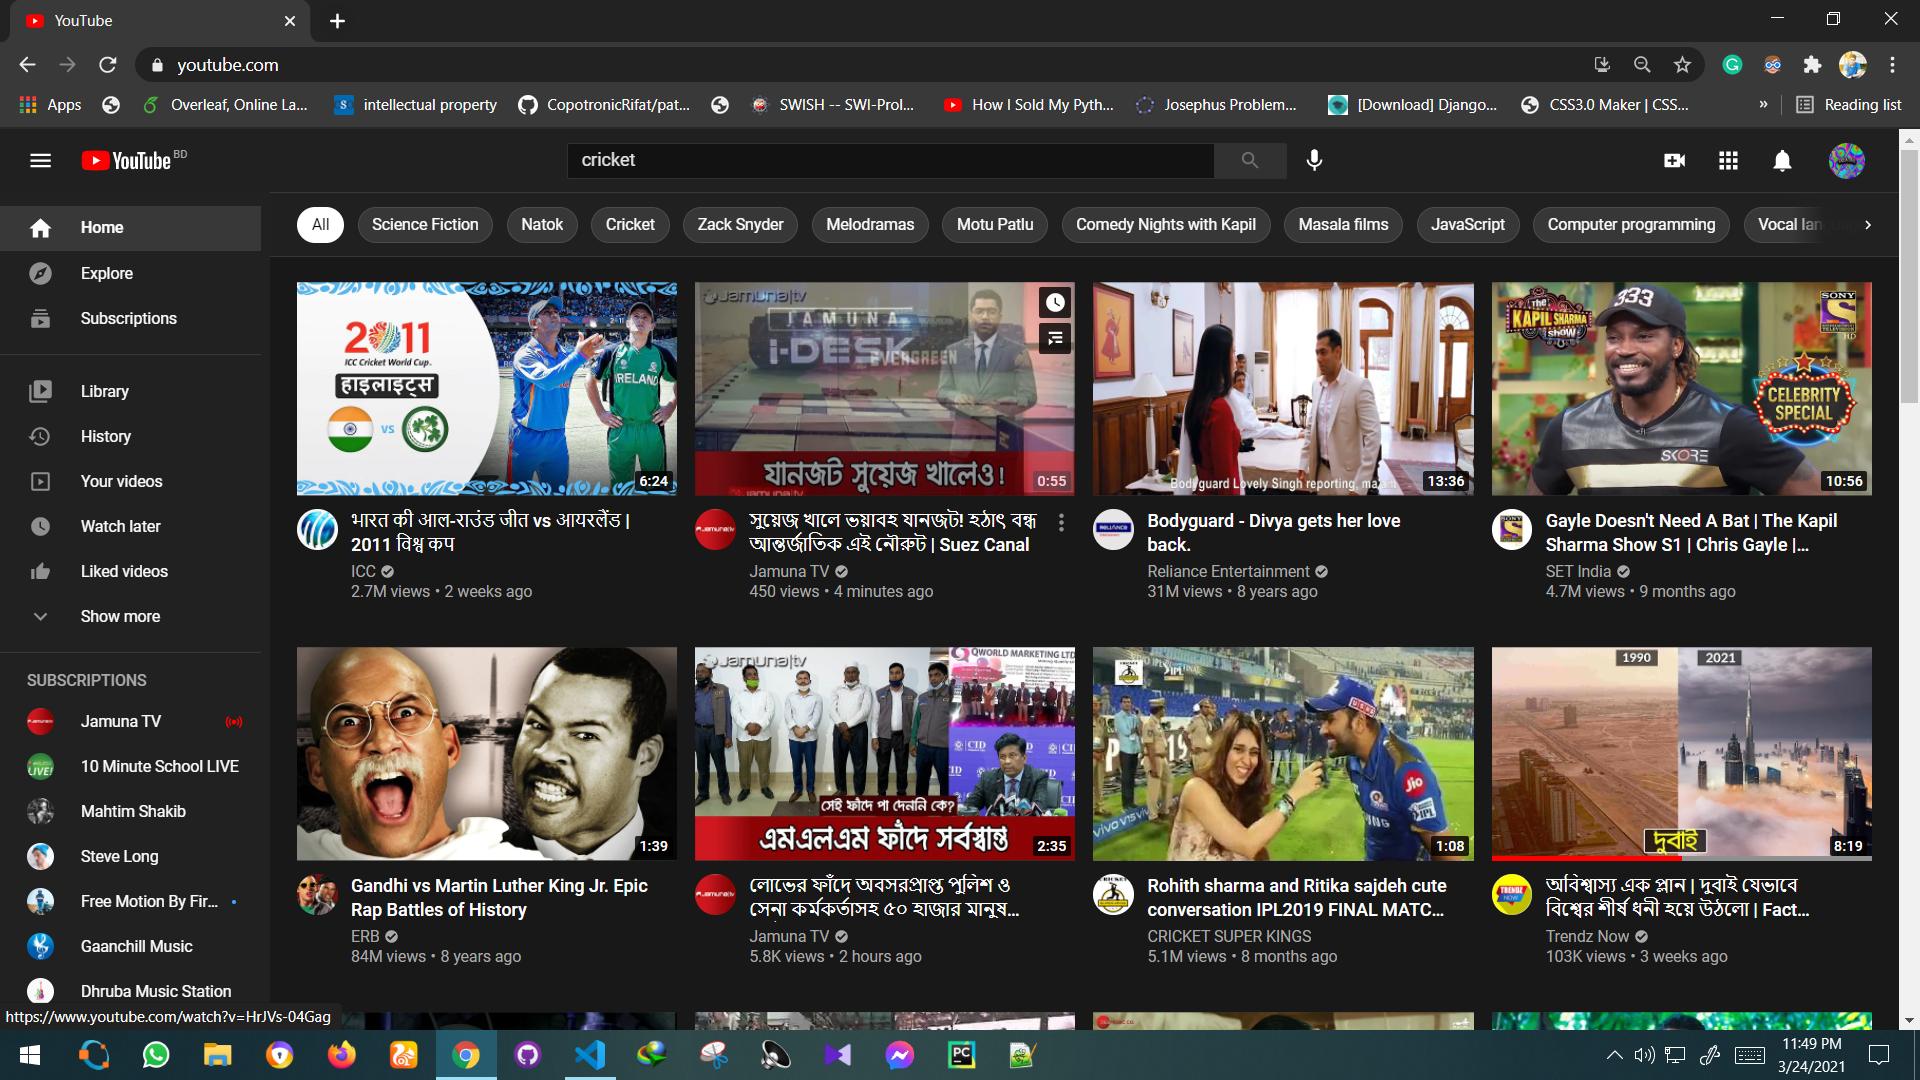 YouTube
youtube.com
Apps
Overleaf, Online La...
intellectual property
CopotronicRifat/pat...
SWISH -- SWI-Prol...
How I Sold My Pyth...
Josephus Problem...
[Download] Django...
CSS3.0 Maker | CSS...
»
Reading list
YouTube BD
cricket
Home
Explore
Subscriptions
Library
History
Your videos
Watch later
Liked videos
Show more
SUBSCRIPTIONS
Jamuna TV
10 Minute School LIVE
Mahtim Shakib
Steve Long
Free Motion By Fir...
Gaanchill Music
Dhruba Music Station
All
Science Fiction
Natok
Cricket
Zack Snyder
Melodramas
Motu Patlu
Comedy Nights with Kapil
Masala films
JavaScript
Computer programming
Vocal lan
2011
ICC Cricket World Cup
हाइलाइट्स
VS
IRELAND
6:24
भारत की आल-राउंड जीत vs आयरलैंड |
2011 विश्व कप
ICC
2.7M views • 2 weeks ago
Jamuna tv
JAMUNA
i-DESK
EVERGREEN
যানজট সুয়েজ খালেও!
Jamuna tv
0:55
সুয়েজ খালে ভয়াবহ যানজট! হঠাৎ বন্ধ
আন্তর্জাতিক এই নৌরুট | Suez Canal
Jamuna TV
450 views • 4 minutes ago
Bodyguard Lovely Singh reporting, ma'am
13:36
Bodyguard - Divya gets her love
back.
Reliance Entertainment
31M views • 8 years ago
333
The
KAPIL SHARMA
Show
SONY
HD
CELEBRITY
SPECIAL
SKORE
10:56
Gayle Doesn't Need A Bat | The Kapil
Sharma Show S1 | Chris Gayle |...
SET India
4.7M views • 9 months ago
1:39
Gandhi vs Martin Luther King Jr. Epic
Rap Battles of History
ERB
84M views • 8 years ago
Jamuna tv
QWORLD MARKETING LTD
CID
সেই ফাঁদে পা দেননি কে?
এমএলএম ফাঁদে সর্বস্বান্ত
2:35
লোভের ফাঁদে অবসরপ্রাপ্ত পুলিশ ও
সেনা কর্মকর্তাসহ ৫০ হাজার মানুষ...
Jamuna TV
5.8K views • 2 hours ago
Jio
1:08
Rohith sharma and Ritika sajdeh cute
conversation IPL2019 FINAL MATC...
CRICKET SUPER KINGS
5.1M views • 8 months ago
1990
2021
দুবাই
8:19
অবিশ্বাস্য এক প্লান | দুবাই যেভাবে
বিশ্বের শীর্ষ ধনী হয়ে উঠলো | Fact...
Trendz Now
103K views • 3 weeks ago
https://www.youtube.com/watch?v=HrJVs-04Gag
PC
11:49 PM
3/24/2021